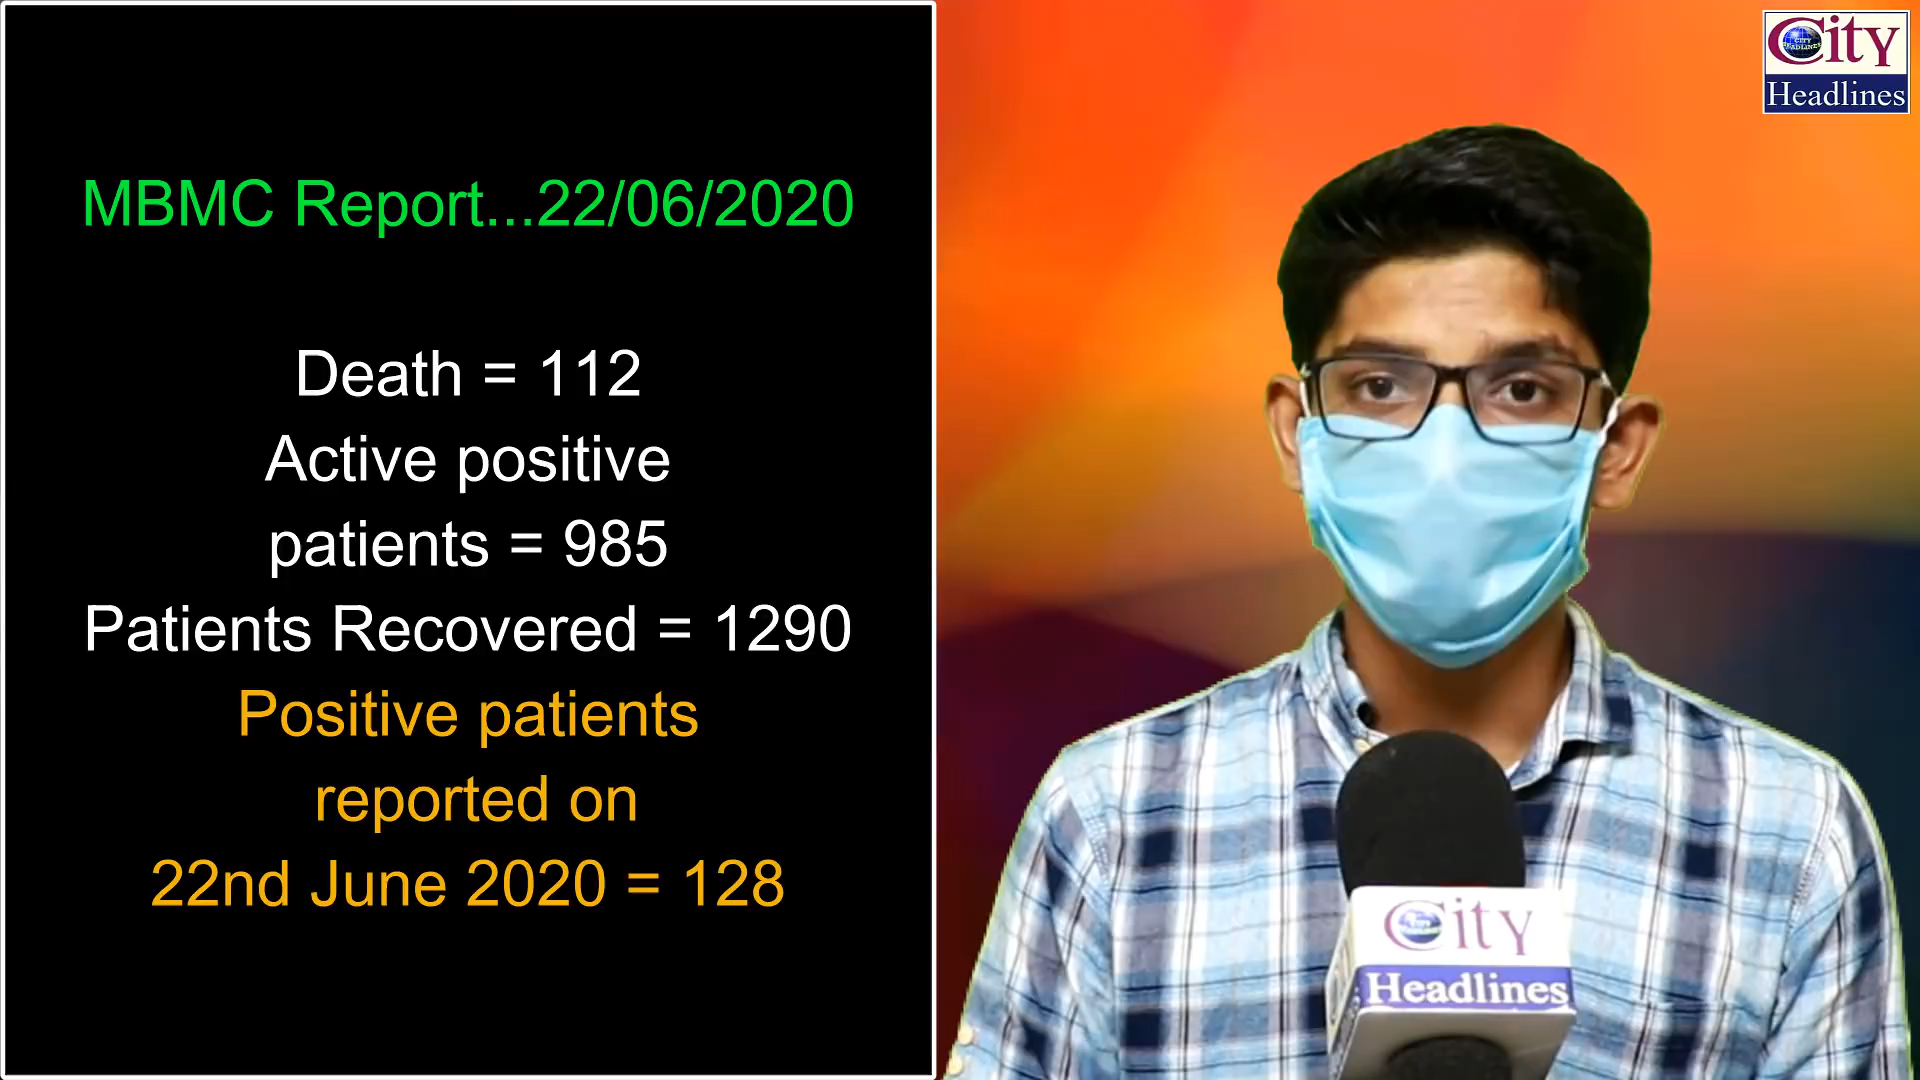 MBMC Report...22/06/2020
Death = 112
Active positive
patients = 985
Patients Recovered = 1290
Positive patients
reported on
22nd June 2020 = 128
City
Headlines
City
Headlines